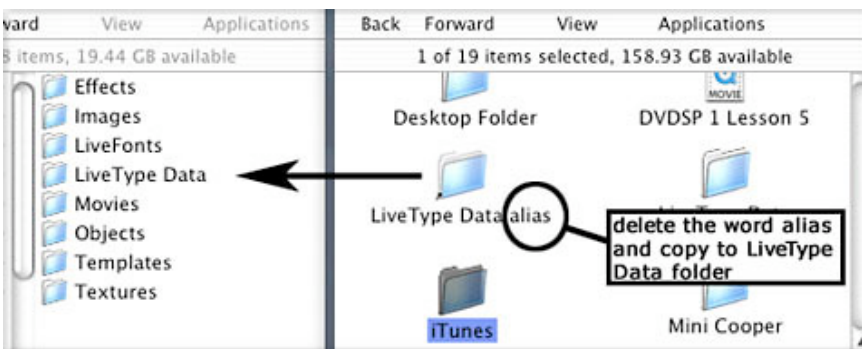 ward View Applications
8 items, 19.44 GB available
Effects
Images
LiveFonts
LiveType Data
Movies
Objects
Templates
Textures
Back Forward View Applications
1 of 19 items selected, 158.93 GB available
MOVIE
Desktop Folder DVDSP 1 Lesson 5
LiveType Data alias
delete the word alias
and copy to LiveType
Data folder
iTunes Mini Cooper